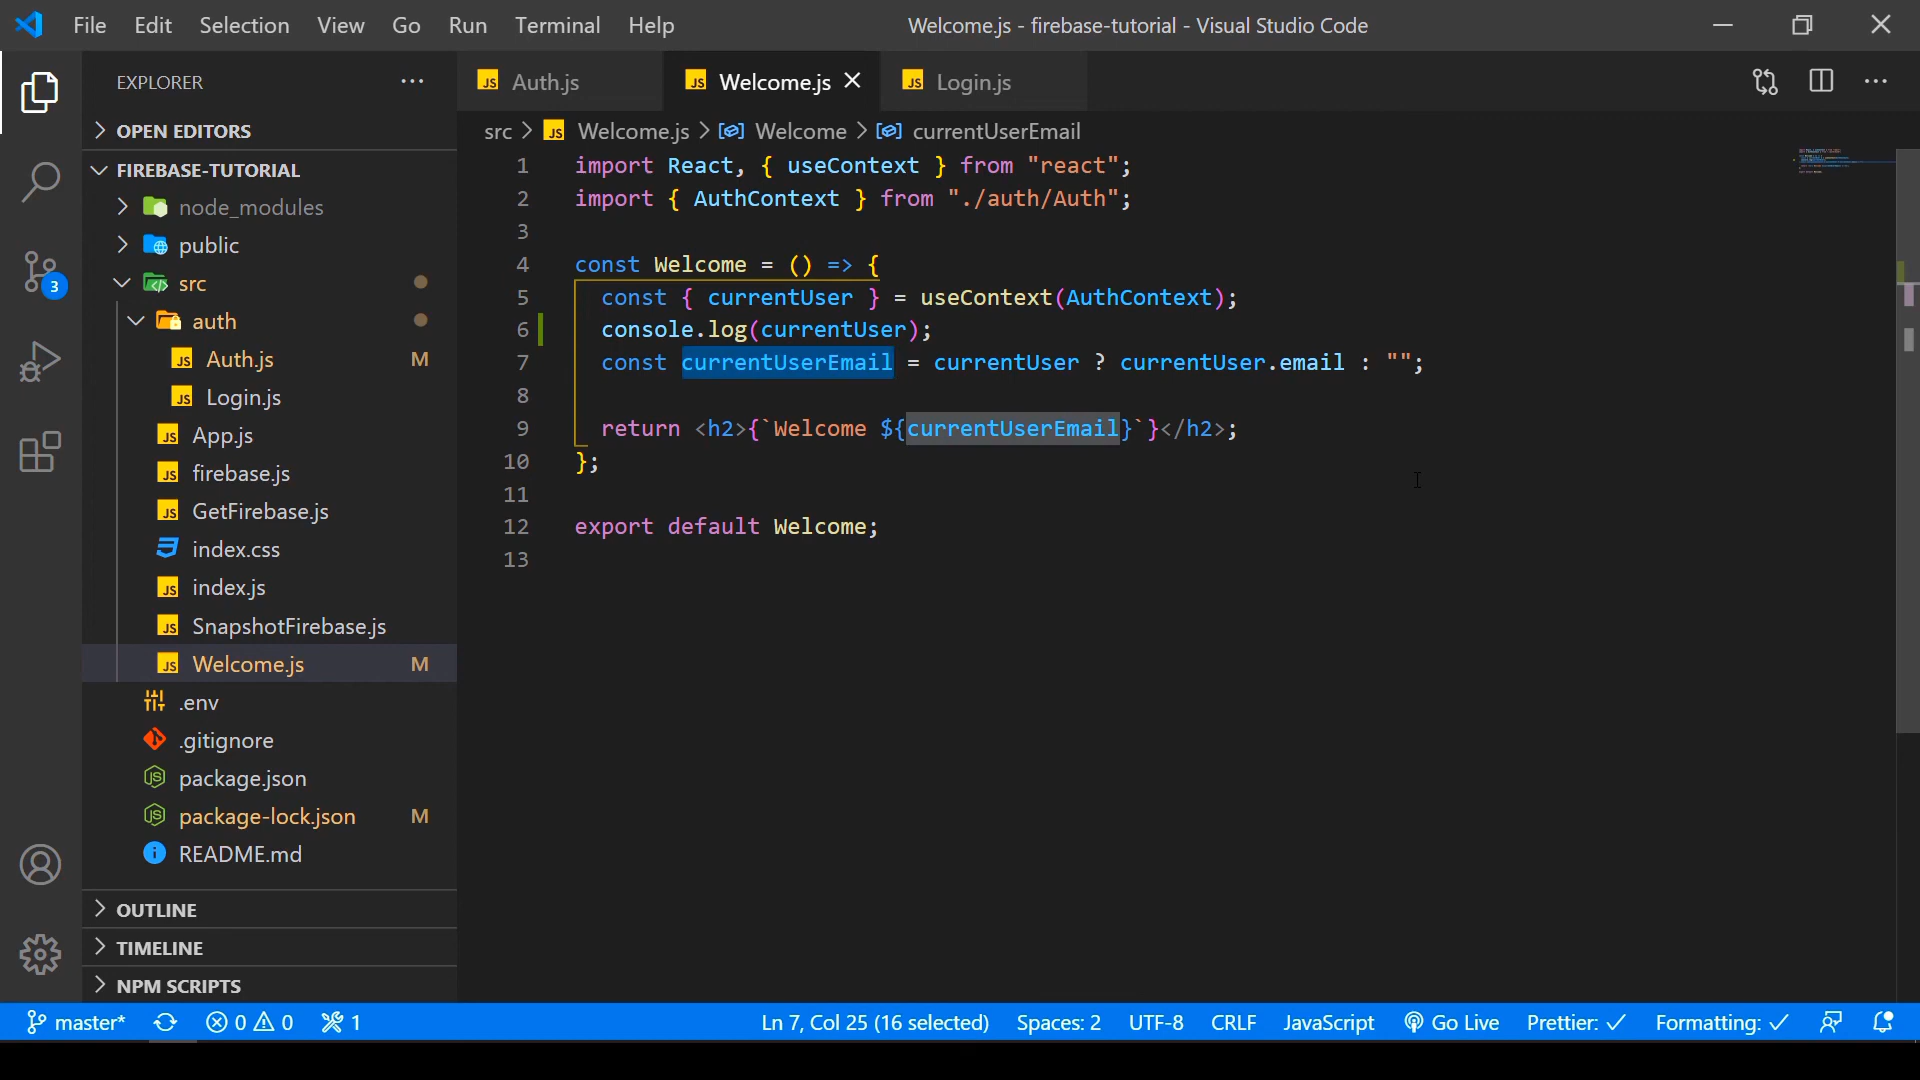 File Edit Selection View Go Run Terminal Help
Welcome.js - firebase-tutorial - Visual Studio Code
EXPLORER
OPEN EDITORS
FIREBASE-TUTORIAL
node_modules
public
src
auth
Auth.js M
Login.js
App.js
firebase.js
GetFirebase.js
index.css
index.js
SnapshotFirebase.js
Welcome.js M
.env
.gitignore
package.json
package-lock.json M
README.md
OUTLINE
TIMELINE
NPM SCRIPTS
3
Auth.js Welcome.js Login.js
src > Welcome.js > Welcome > currentUserEmail
1 import React, { useContext } from "react";
2 import { AuthContext } from "./auth/Auth";
3
4 const Welcome = () => {
5 const { currentUser } = useContext(AuthContext);
6 console.log(currentUser);
7 const currentUserEmail = currentUser ? currentUser.email : "";
8
9 return <h2>{`Welcome ${currentUserEmail}`}</h2>;
10 };
11
12 export default Welcome;
13
master* 0 0 1 Ln 7, Col 25 (16 selected) Spaces: 2 UTF-8 CRLF JavaScript Go Live Prettier: ✓ Formatting: ✓